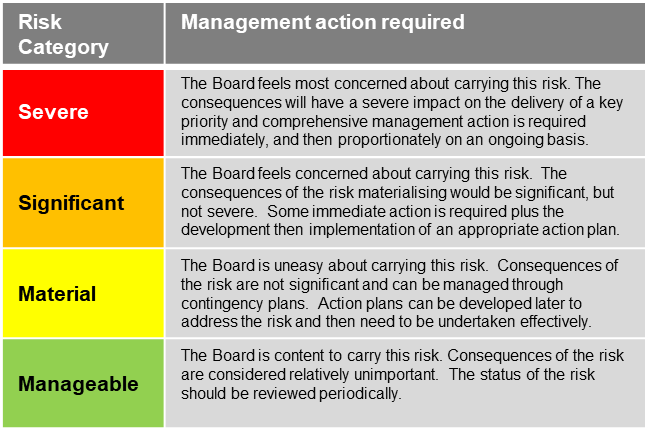 Risk
Category
Management action required
Severe
The Board feels most concerned about carrying this risk. The
consequences will have a severe impact on the delivery of a key
priority and comprehensive management action is required
immediately, and then proportionately on an ongoing basis.
Significant
The Board feels concerned about carrying this risk.  The
consequences of the risk materialising would be significant, but
not severe.  Some immediate action is required plus the
development then implementation of an appropriate action plan.
Material
The Board is uneasy about carrying this risk.  Consequences of
the risk are not significant and can be managed through
contingency plans.  Action plans can be developed later to
address the risk and then need to be undertaken effectively.
Manageable
The Board is content to carry this risk. Consequences of the risk
are considered relatively unimportant.  The status of the risk
should be reviewed periodically.